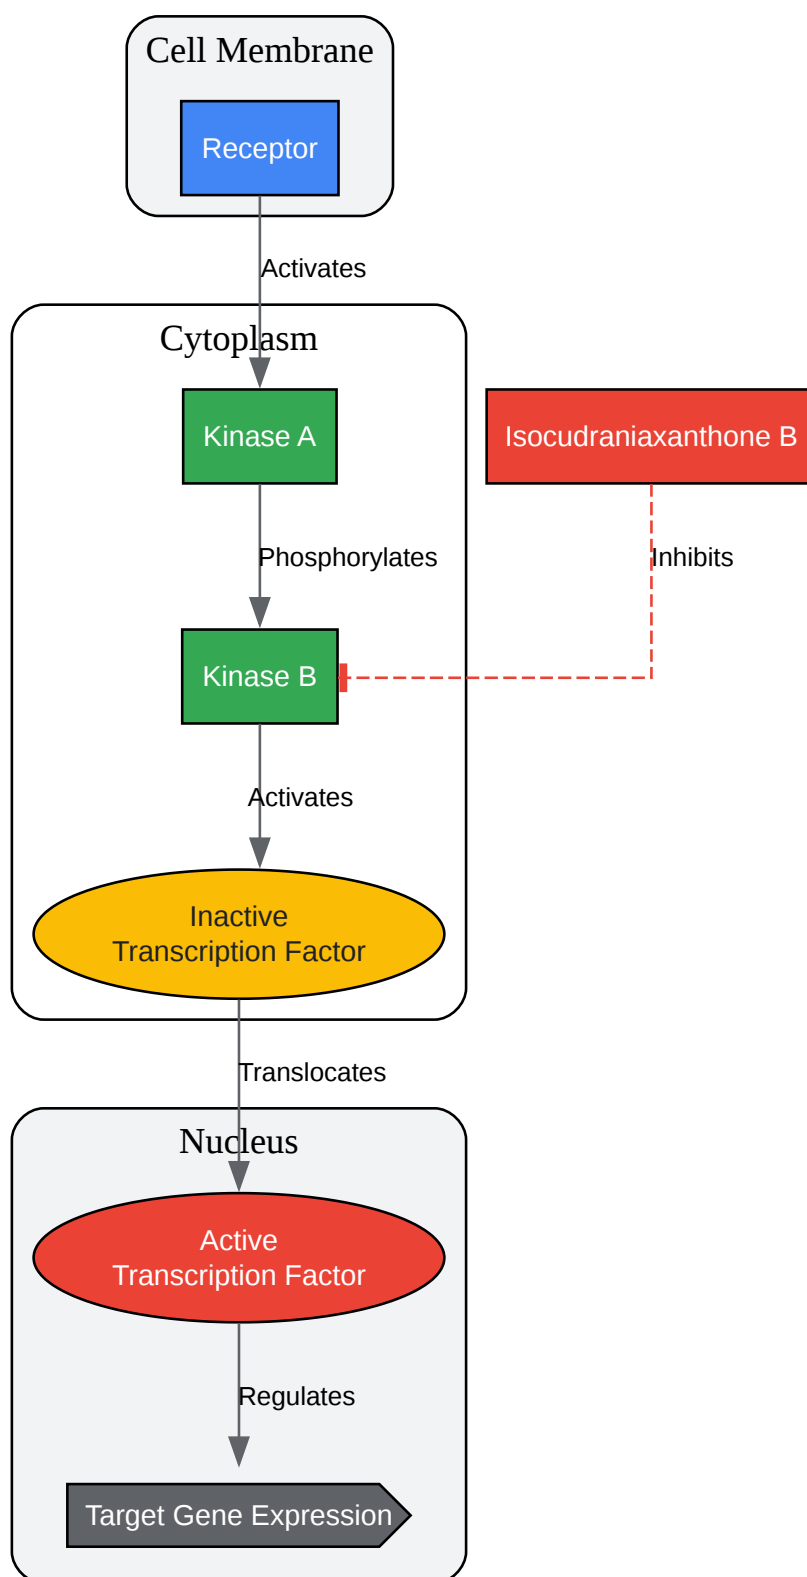 Cell Membrane
Receptor
Activates
Cytoplasm
Kinase A
Isocudraniaxanthone B
Phosphorylates
Inhibits
Kinase B
Activates
Inactive
Transcription Factor
Translocates
Nucleus
Active
Transcription Factor
Regulates
Target Gene Expression